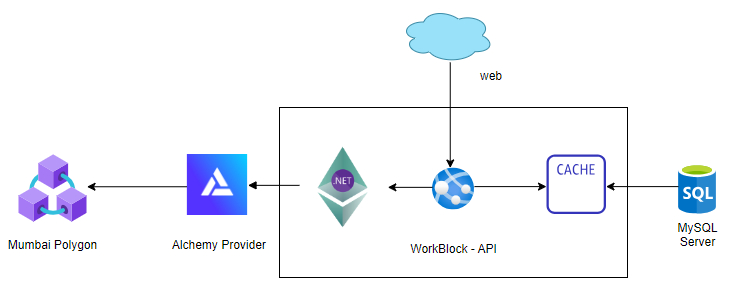 web
.NET
CACHE
SQL
Mumbai Polygon
Alchemy Provider
WorkBlock - API
MySQL
Server